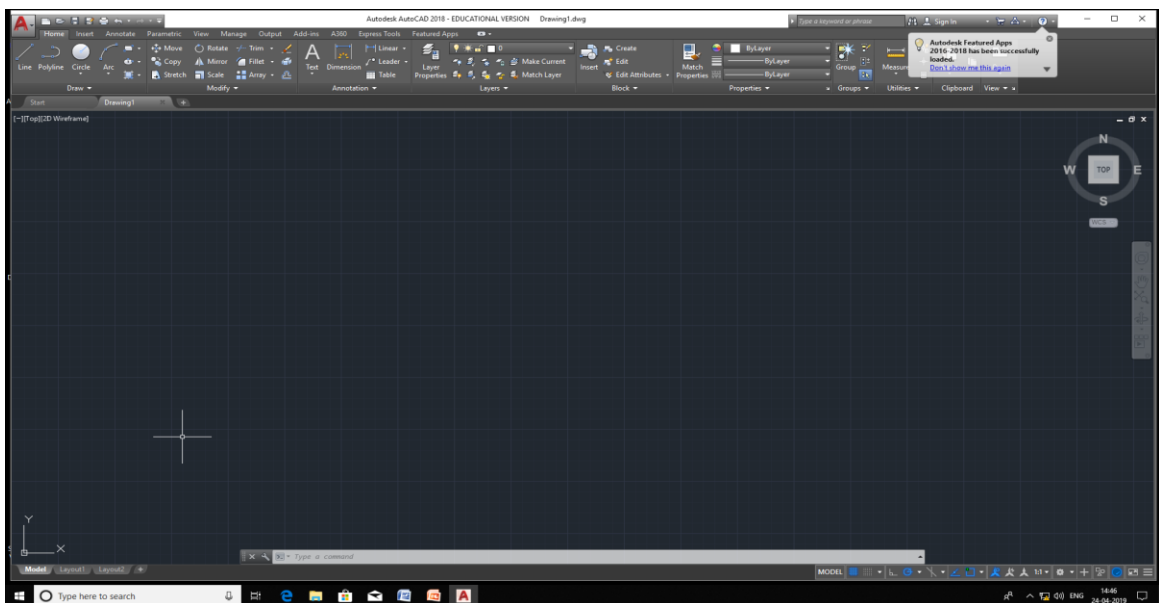 Autodesk AutoCAD 2018 - EDUCATIONAL VERSION Drawing1.dwg
Type a keyword or phrase
Sign In
Home Insert Annotate Parametric View Manage Output Add-ins A360 Express Tools Featured Apps
Line Polyline Circle Arc
Move Rotate Trim
Copy Mirror Fillet
Stretch Scale Array
Text Dimension
Linear
Leader
Table
Layer Properties
0
Make Current
Match Layer
Insert
Create
Edit
Edit Attributes
Match Properties
ByLayer
ByLayer
ByLayer
Group
Measure
Draw Modify Annotation Layers Block Properties Groups Utilities Clipboard View
Autodesk Featured Apps
2016-2018 has been successfully
loaded.
Don't show me this again
Start Drawing1
[-][Top][2D Wireframe]
N
W TOP E
S
WCS
Y
X
Type a command
Model Layout1 Layout2
MODEL 1:1
Type here to search
ENG
14:46
24-04-2019